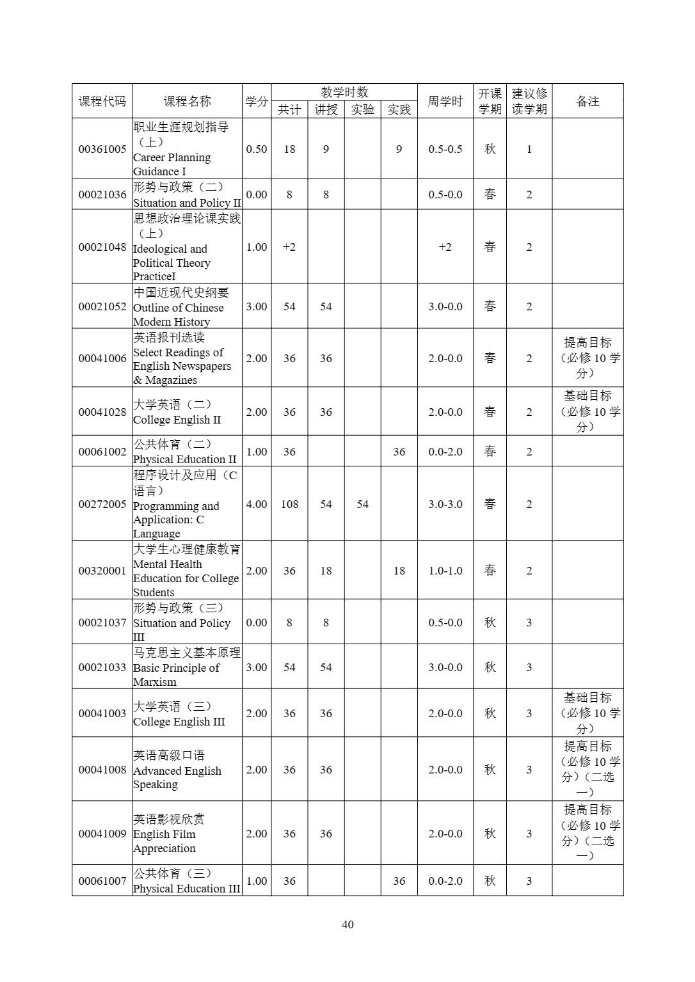 课程代码 课程名称 学分 教学时数 周学时 开课学期 建议修读学期 备注
共计 讲授 实验 实践
00361005 职业生涯规划指导（上）Career Planning Guidance I 0.50 18 9 9 0.5-0.5 秋 1
00021036 形势与政策（二）Situation and Policy II 0.00 8 8 0.5-0.0 春 2
00021048 思想政治理论课实践（上）Ideological and Political Theory PracticeI 1.00 +2 +2 春 2
00021052 中国近现代史纲要 Outline of Chinese Modern History 3.00 54 54 3.0-0.0 春 2
00041006 英语报刊选读 Select Readings of English Newspapers & Magazines 2.00 36 36 2.0-0.0 春 2 提高目标（必修 10 学分）
00041028 大学英语（二）College English II 2.00 36 36 2.0-0.0 春 2 基础目标（必修 10 学分）
00061002 公共体育（二）Physical Education II 1.00 36 36 0.0-2.0 春 2
00272005 程序设计及应用（C 语言）Programming and Application: C Language 4.00 108 54 54 3.0-3.0 春 2
00320001 大学生心理健康教育 Mental Health Education for College Students 2.00 36 18 18 1.0-1.0 春 2
00021037 形势与政策（三）Situation and Policy III 0.00 8 8 0.5-0.0 秋 3
00021033 马克思主义基本原理 Basic Principle of Marxism 3.00 54 54 3.0-0.0 秋 3
00041003 大学英语（三）College English III 2.00 36 36 2.0-0.0 秋 3 基础目标（必修 10 学分）
00041008 英语高级口语 Advanced English Speaking 2.00 36 36 2.0-0.0 秋 3 提高目标（必修 10 学分）（二选一）
00041009 英语影视欣赏 English Film Appreciation 2.00 36 36 2.0-0.0 秋 3 提高目标（必修 10 学分）（二选一）
00061007 公共体育（三）Physical Education III 1.00 36 36 0.0-2.0 秋 3
40